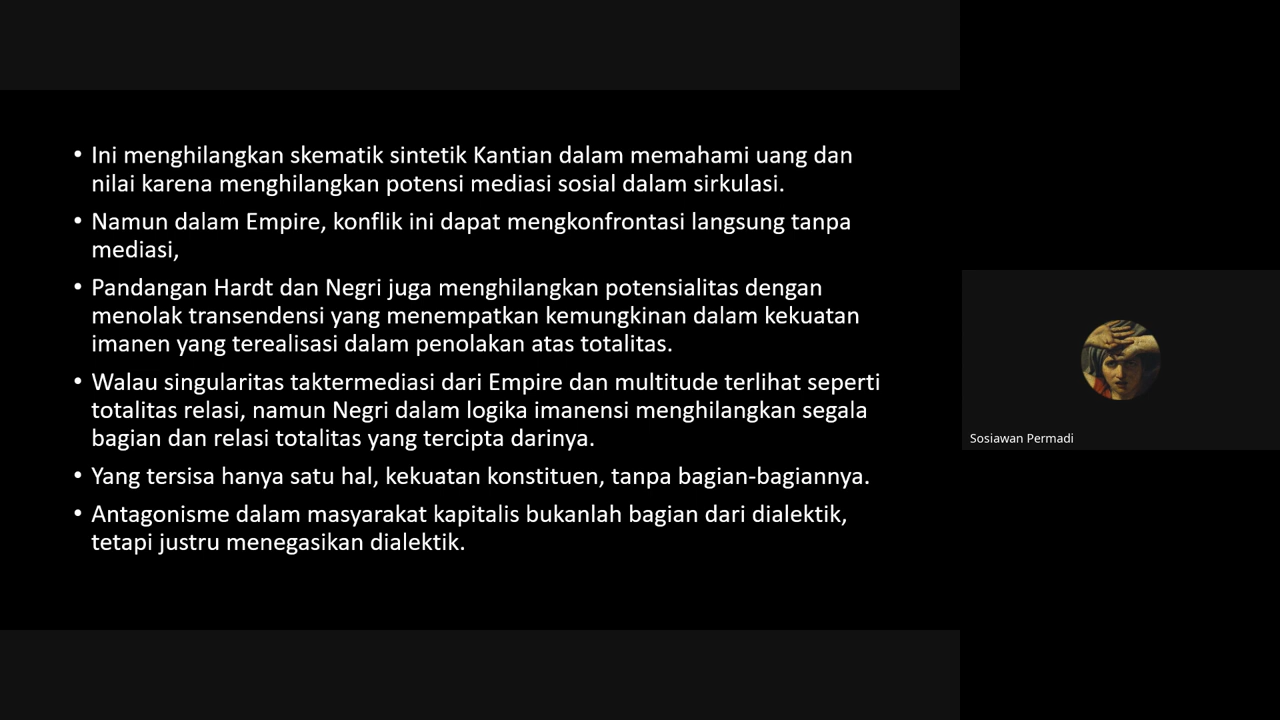 • Ini menghilangkan skematik sintetik Kantian dalam memahami uang dan
nilai karena menghilangkan potensi mediasi sosial dalam sirkulasi.
• Namun dalam Empire, konflik ini dapat mengkonfrontasi langsung tanpa
mediasi,
• Pandangan Hardt dan Negri juga menghilangkan potensialitas dengan
menolak transendensi yang menempatkan kemungkinan dalam kekuatan
imanen yang terealisasi dalam penolakan atas totalitas.
• Walau singularitas taktermediasi dari Empire dan multitude terlihat seperti
totalitas relasi, namun Negri dalam logika imanensi menghilangkan segala
bagian dan relasi totalitas yang tercipta darinya.
• Yang tersisa hanya satu hal, kekuatan konstituen, tanpa bagian-bagiannya.
• Antagonisme dalam masyarakat kapitalis bukanlah bagian dari dialektik,
tetapi justru menegasikan dialektik.
Sosiawan Permadi